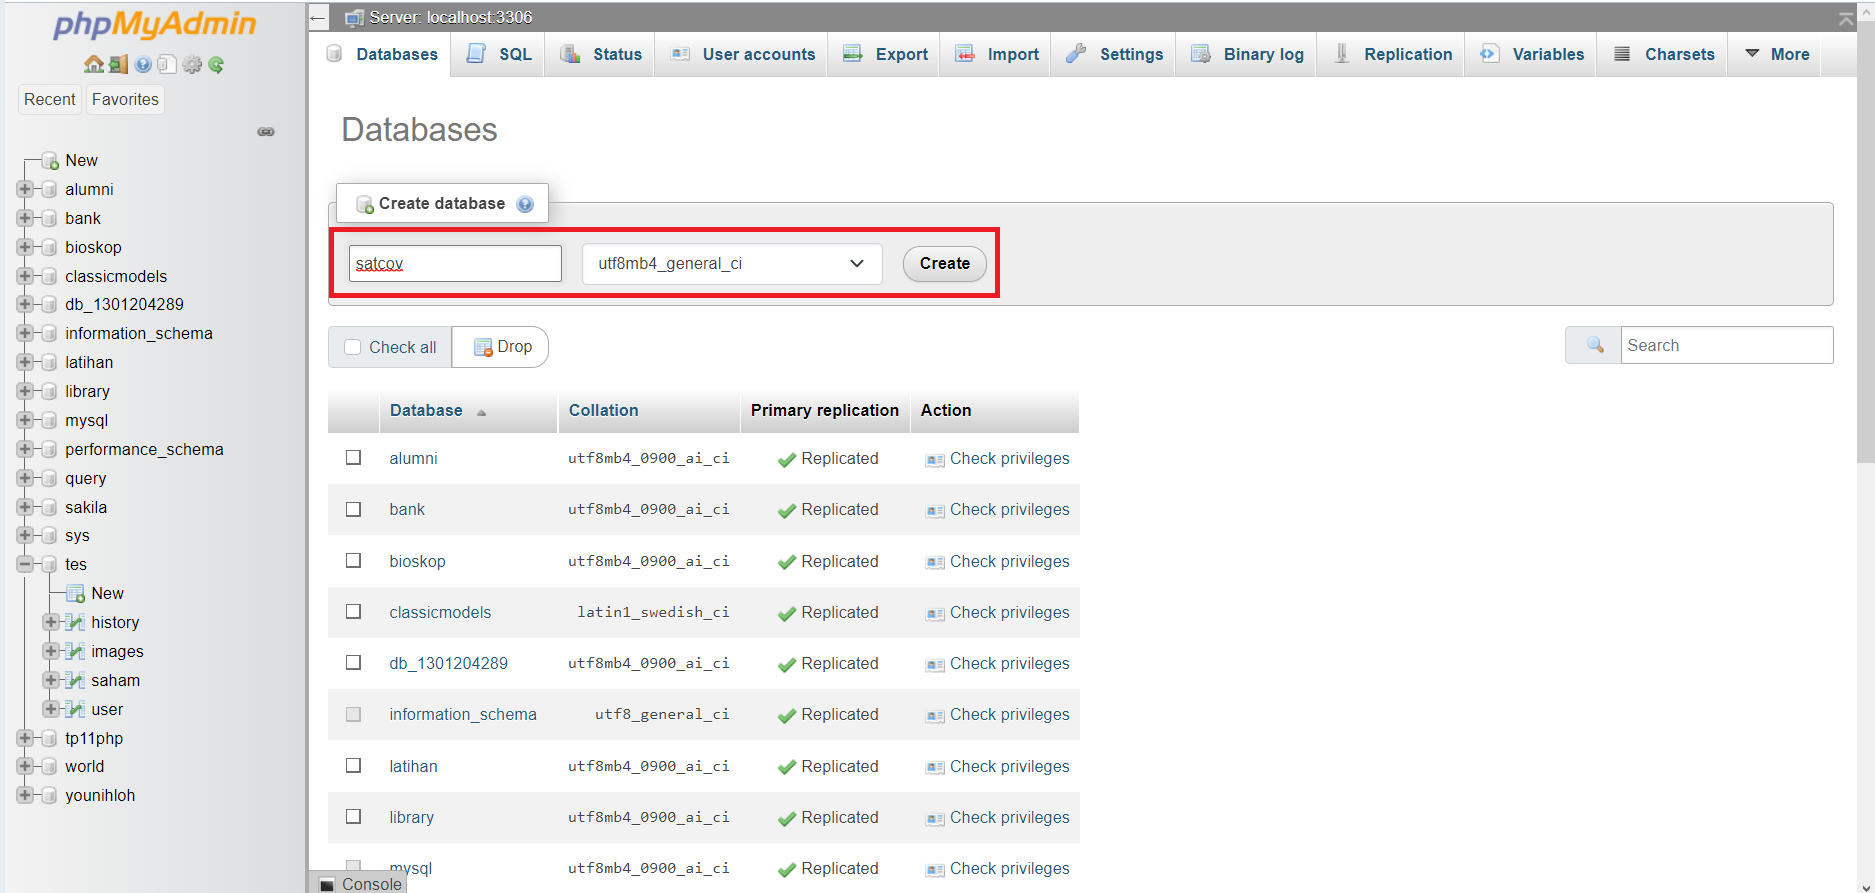 phpMyAdmin
Recent Favorites
New
alumni
bank
bioskop
classicmodels
db_1301204289
information_schema
latihan
library
mysql
performance_schema
query
sakila
sys
tes
New
history
images
saham
user
tp11php
world
younihloh
Server: localhost:3306
Databases SQL Status User accounts Export Import Settings Binary log Replication Variables Charsets More
Databases
Create database
satcov utf8mb4_general_ci Create
Check all Drop Search
Database Collation Primary replication Action
alumni utf8mb4_0900_ai_ci Replicated Check privileges
bank utf8mb4_0900_ai_ci Replicated Check privileges
bioskop utf8mb4_0900_ai_ci Replicated Check privileges
classicmodels latin1_swedish_ci Replicated Check privileges
db_1301204289 utf8mb4_0900_ai_ci Replicated Check privileges
information_schema utf8_general_ci Replicated Check privileges
latihan utf8mb4_0900_ai_ci Replicated Check privileges
library utf8mb4_0900_ai_ci Replicated Check privileges
mysql utf8mb4_0900_ai_ci Replicated Check privileges
Console